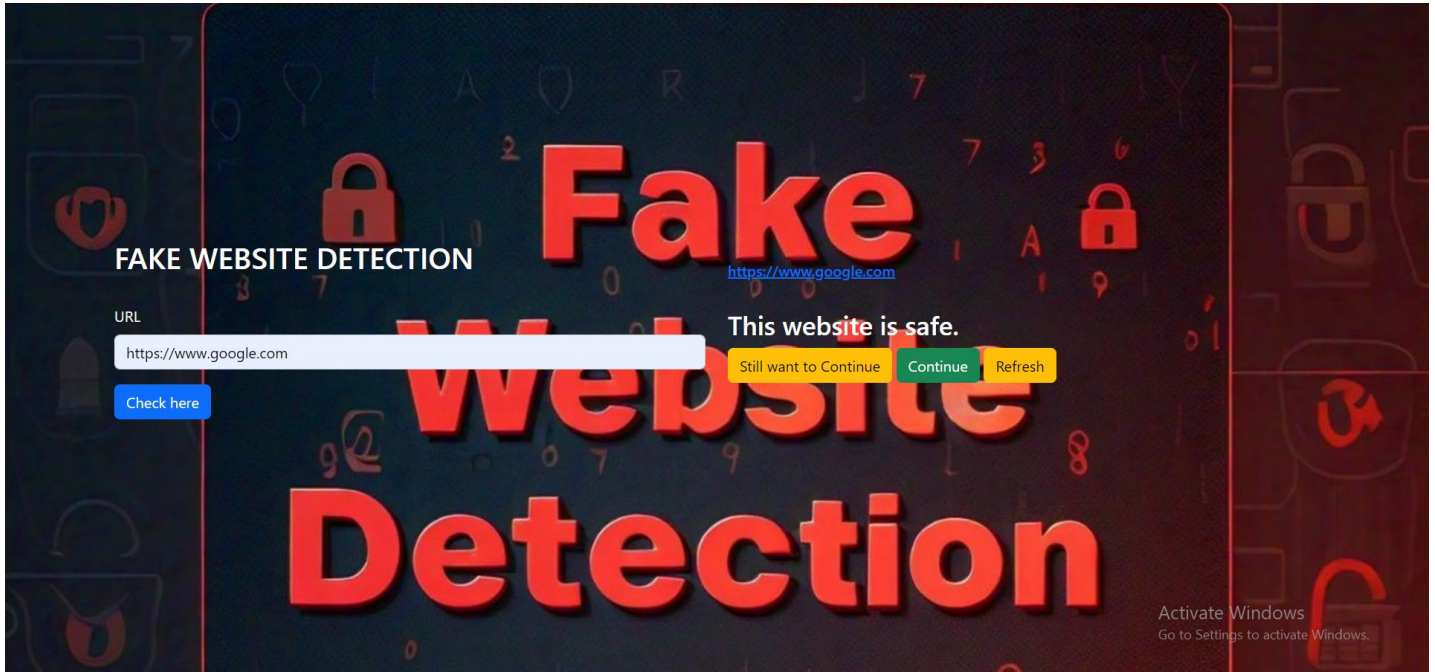 Fake
Website
Detection
FAKE WEBSITE DETECTION
URL
https://www.google.com
Check here
https://www.google.com
This website is safe.
Still want to Continue
Continue
Refresh
Activate Windows
Go to Settings to activate Windows.